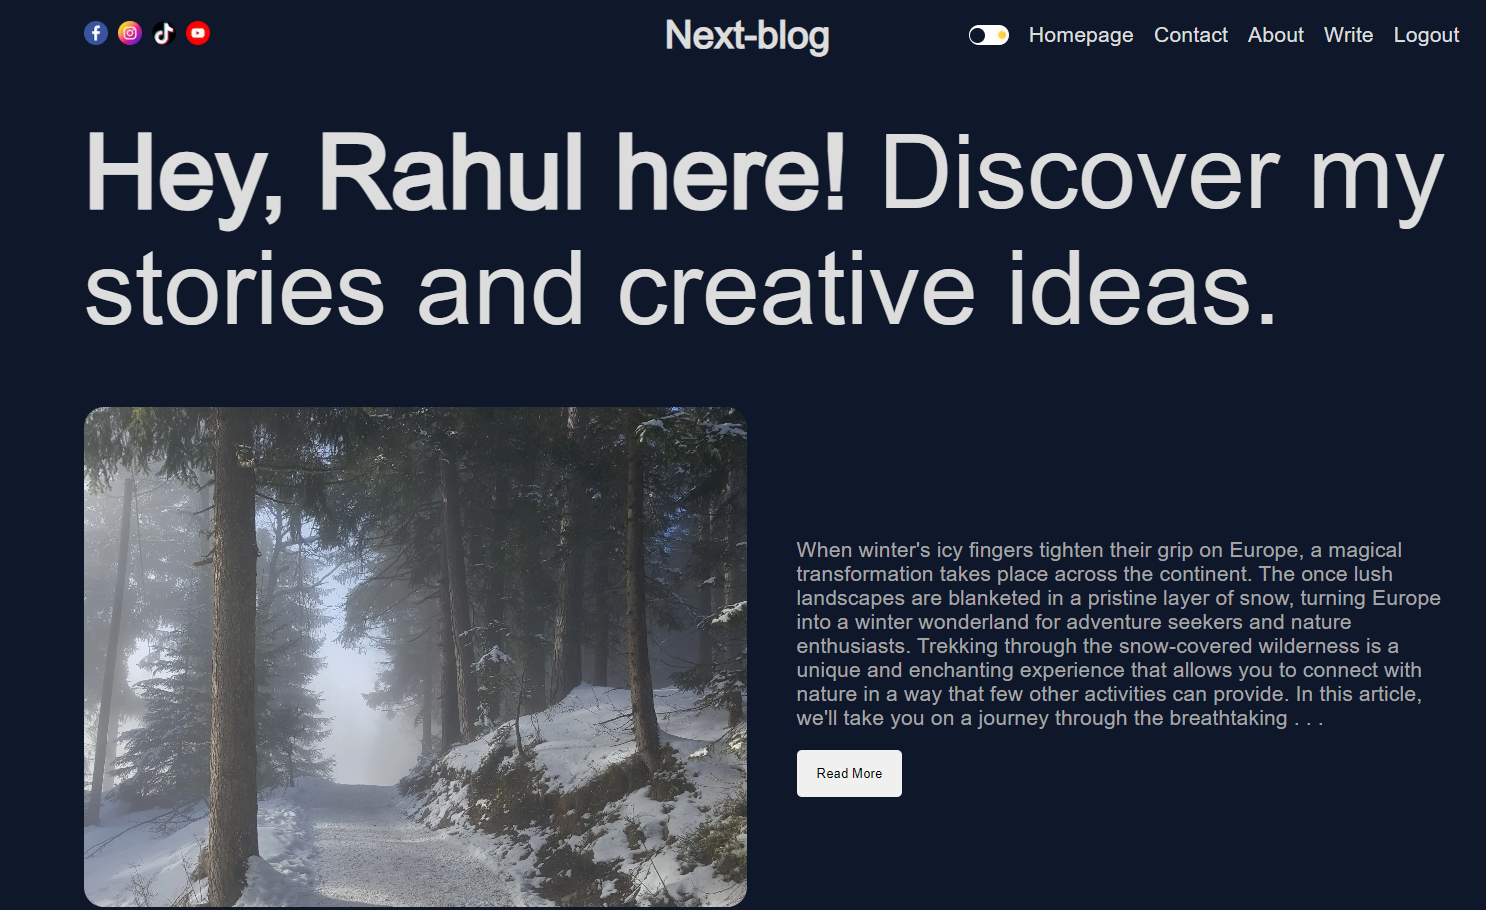 Next-blog
Homepage Contact About Write Logout
Hey, Rahul here! Discover my
stories and creative ideas.
When winter's icy fingers tighten their grip on Europe, a magical
transformation takes place across the continent. The once lush
landscapes are blanketed in a pristine layer of snow, turning Europe
into a winter wonderland for adventure seekers and nature
enthusiasts. Trekking through the snow-covered wilderness is a
unique and enchanting experience that allows you to connect with
nature in a way that few other activities can provide. In this article,
we'll take you on a journey through the breathtaking . . .
Read More